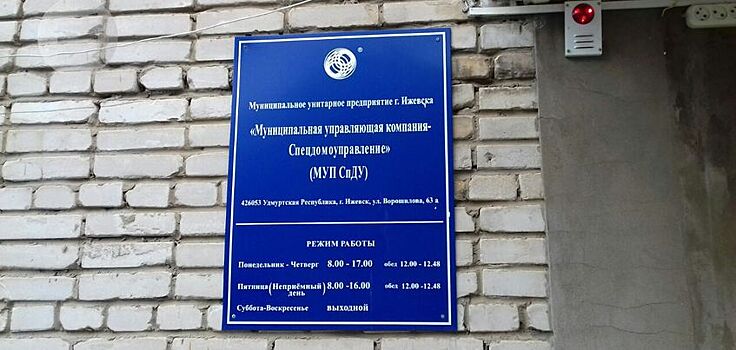 ®
Муниципальное унитарное предприятие г. Ижевска
«Муниципальная управляющая компания-
Спецдомоуправление»
(МУП СпДУ)
426053 Удмуртская Республика, г. Ижевск, ул. Ворошилова, 63 а
РЕЖИМ РАБОТЫ
Понедельник - Четверг 8.00 - 17.00 обед 12.00 - 12.48
Пятница (Неприёмный день) 8.00 -16.00 обед 12.00 -12.48
Суббота-Воскресенье ВЫХОДНОЙ